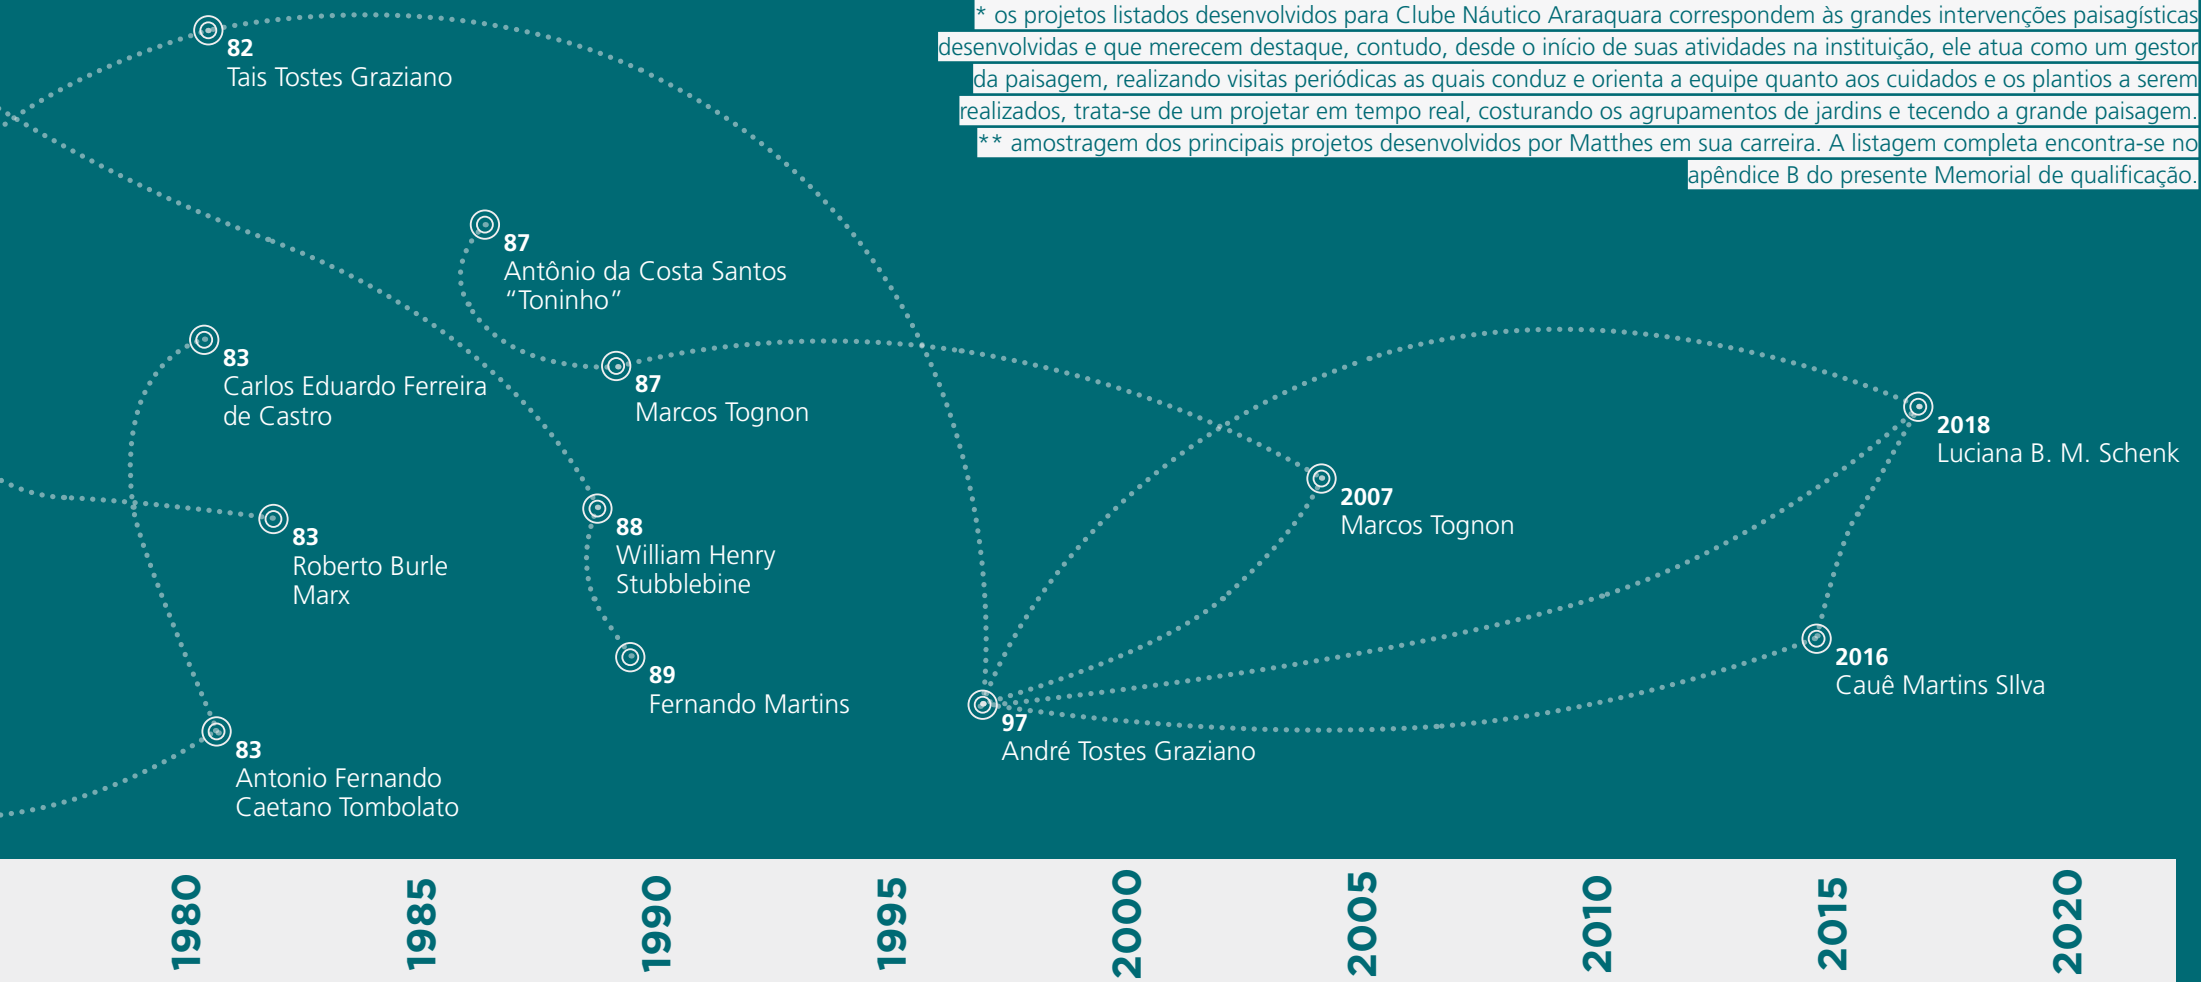 * os projetos listados desenvolvidos para Clube Náutico Araraquara correspondem às grandes intervenções paisagísticas
desenvolvidas e que merecem destaque, contudo, desde o início de suas atividades na instituição, ele atua como um gestor
da paisagem, realizando visitas periódicas as quais conduz e orienta a equipe quanto aos cuidados e os plantios a serem
realizados, trata-se de um projetar em tempo real, costurando os agrupamentos de jardins e tecendo a grande paisagem.
** amostragem dos principais projetos desenvolvidos por Matthes em sua carreira. A listagem completa encontra-se no
apêndice B do presente Memorial de qualificação.
82
Tais Tostes Graziano
87
Antônio da Costa Santos
“Toninho”
83
Carlos Eduardo Ferreira
de Castro
87
Marcos Tognon
2018
Luciana B. M. Schenk
2007
Marcos Tognon
83
Roberto Burle
Marx
88
William Henry
Stubblebine
2016
Cauê Martins SIlva
89
Fernando Martins
97
André Tostes Graziano
83
Antonio Fernando
Caetano Tombolato
1980
1985
1990
1995
2000
2005
2010
2015
2020